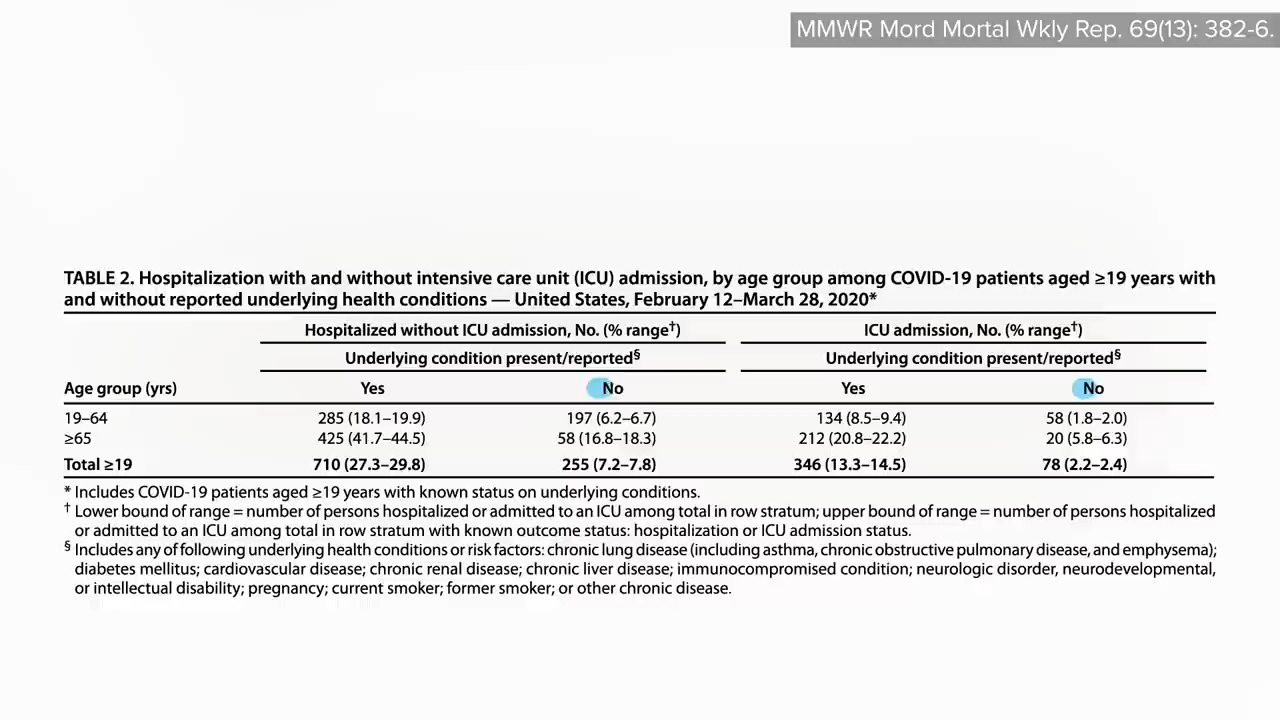 MMWR Mord Mortal Wkly Rep. 69(13): 382-6.
TABLE 2. Hospitalization with and without intensive care unit (ICU) admission, by age group among COVID-19 patients aged ≥19 years with
and without reported underlying health conditions — United States, February 12–March 28, 2020*
Hospitalized without ICU admission, No. (% range†) ICU admission, No. (% range†)
Underlying condition present/reported§ Underlying condition present/reported§
Age group (yrs) Yes No Yes No
19–64 285 (18.1–19.9) 197 (6.2–6.7) 134 (8.5–9.4) 58 (1.8–2.0)
≥65 425 (41.7–44.5) 58 (16.8–18.3) 212 (20.8–22.2) 20 (5.8–6.3)
Total ≥19 710 (27.3–29.8) 255 (7.2–7.8) 346 (13.3–14.5) 78 (2.2–2.4)
* Includes COVID-19 patients aged ≥19 years with known status on underlying conditions.
† Lower bound of range = number of persons hospitalized or admitted to an ICU among total in row stratum; upper bound of range = number of persons hospitalized
or admitted to an ICU among total in row stratum with known outcome status: hospitalization or ICU admission status.
§ Includes any of following underlying health conditions or risk factors: chronic lung disease (including asthma, chronic obstructive pulmonary disease, and emphysema);
diabetes mellitus; cardiovascular disease; chronic renal disease; chronic liver disease; immunocompromised condition; neurologic disorder, neurodevelopmental,
or intellectual disability; pregnancy; current smoker; former smoker; or other chronic disease.